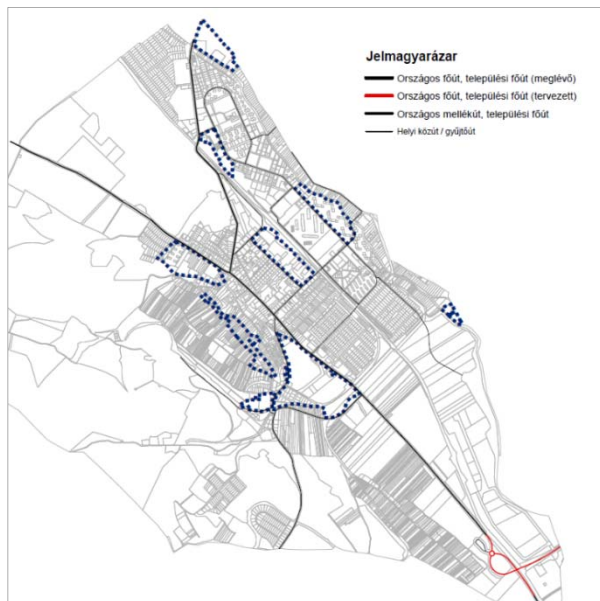 Jelmagyarázar
Országos főút, települési főút (meglévő)
Országos főút, települési főút (tervezett)
Országos mellékút, települési főút
Helyi közút / gyűjtőút